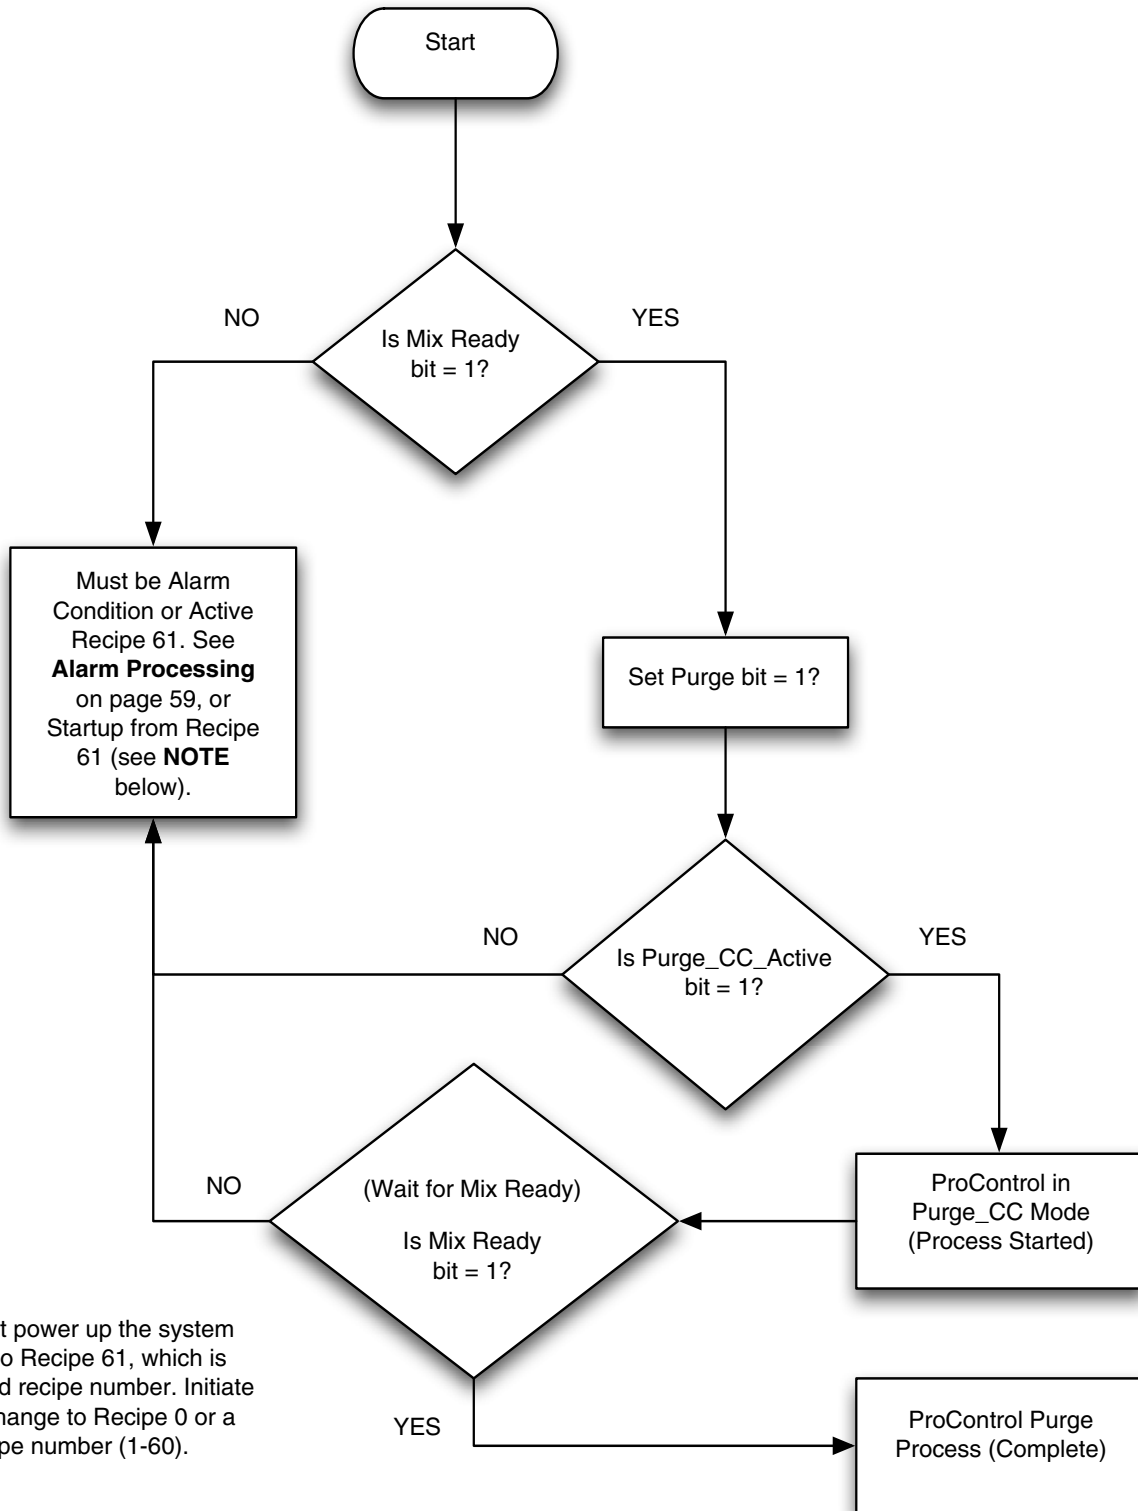 Start
Is Mix Ready
bit = 1?
NO
YES
Must be Alarm
Condition or Active
Recipe 61. See
Alarm Processing
on page 59, or
Startup from Recipe
61 (see NOTE
below).
Set Purge bit = 1?
Is Purge_CC_Active
bit = 1?
NO
YES
ProControl in
Purge_CC Mode
(Process Started)
(Wait for Mix Ready)
Is Mix Ready
bit = 1?
NO
YES
ProControl Purge
Process (Complete)
power up the system
Recipe 61, which is
recipe number. Initiate
to Recipe 0 or a
number (1-60).